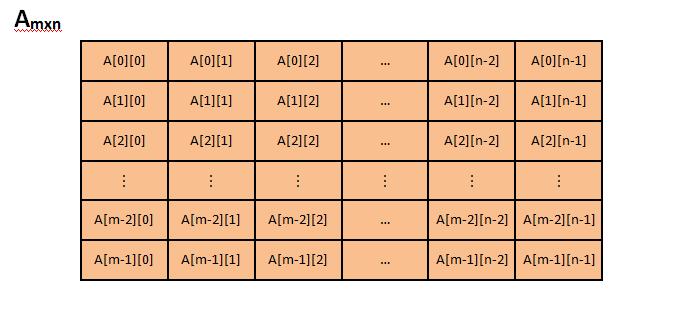 Amxn
A[0][0] A[0][1] A[0][2] ... A[0][n-2] A[0][n-1]
A[1][0] A[1][1] A[1][2] ... A[1][n-2] A[1][n-1]
A[2][0] A[2][1] A[2][2] ... A[2][n-2] A[2][n-1]
⋮ ⋮ ⋮ ⋮ ⋮ ⋮
A[m-2][0] A[m-2][1] A[m-2][2] ... A[m-2][n-2] A[m-2][n-1]
A[m-1][0] A[m-1][1] A[m-1][2] ... A[m-1][n-2] A[m-1][n-1]